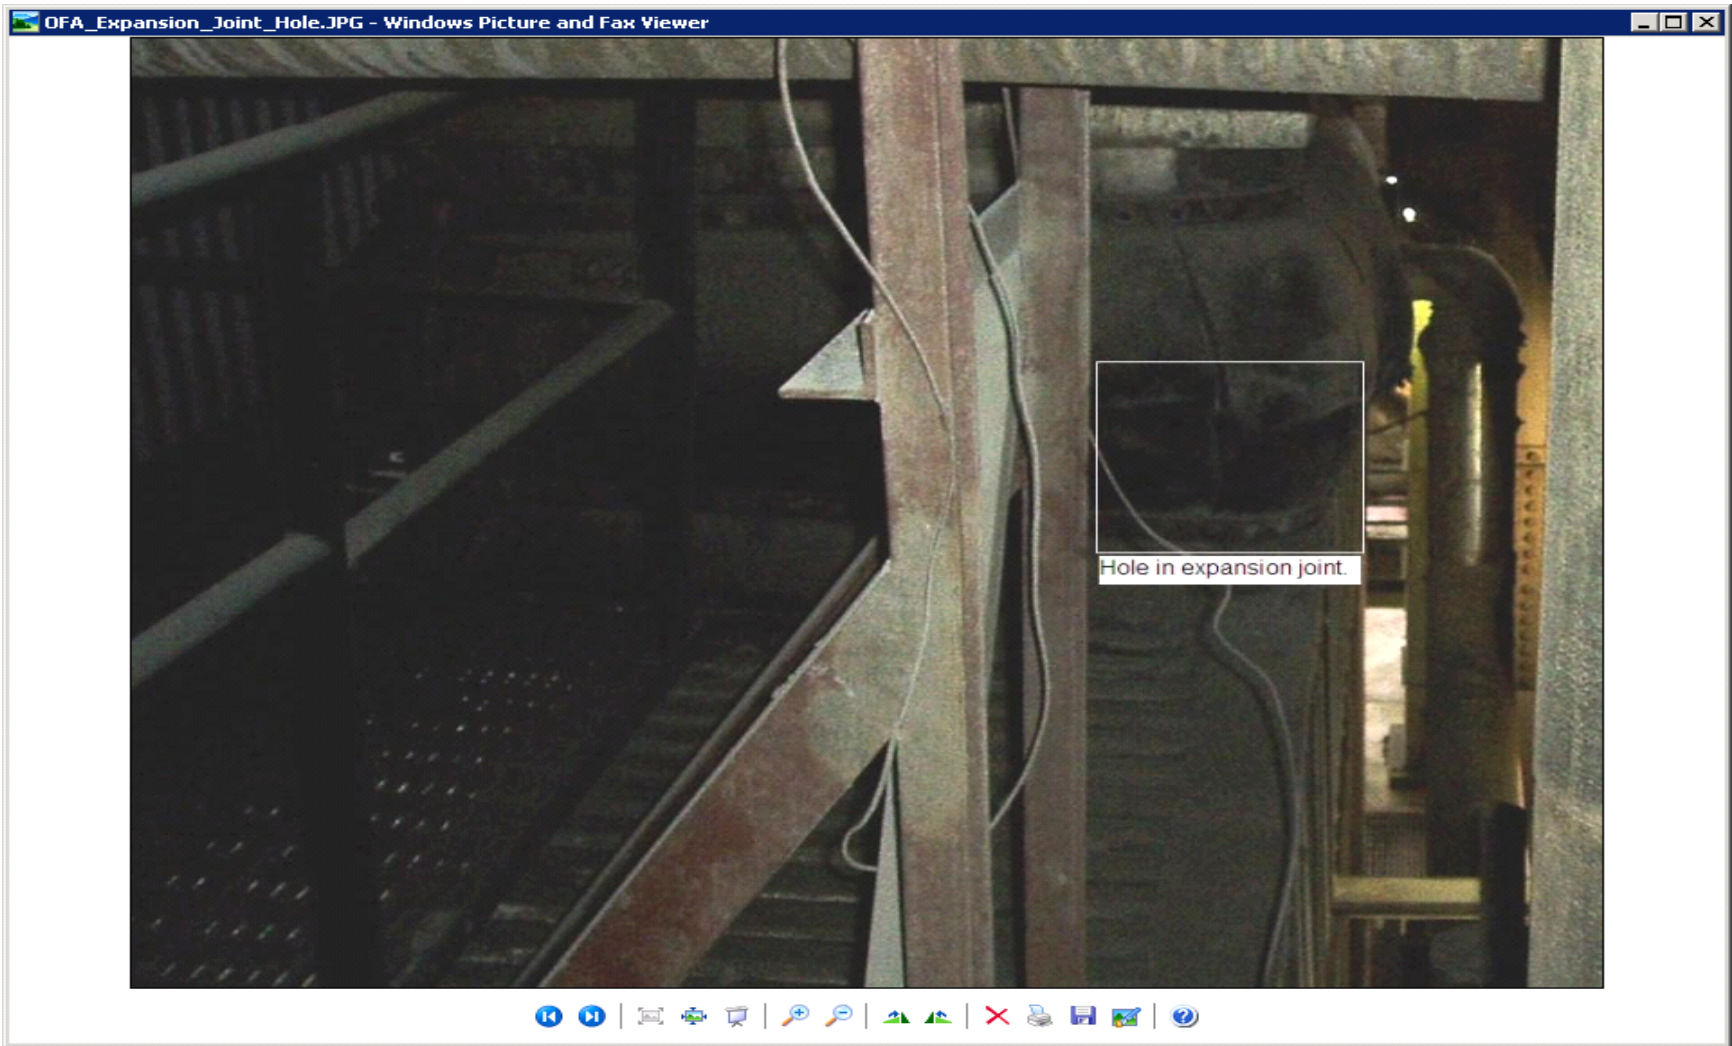 OFA_Expansion_Joint_Hole.JPG - Windows Picture and Fax Viewer
Hole in expansion joint.